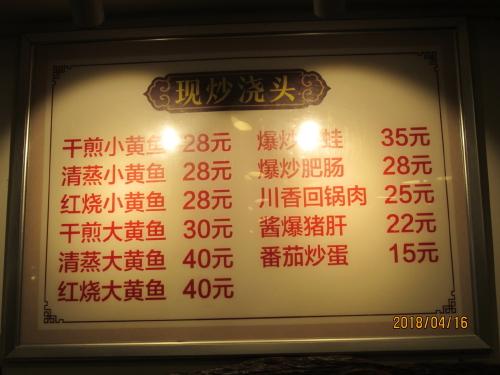 现炒浇头
干煎小黄鱼 28元
清蒸小黄鱼 28元
红烧小黄鱼 28元
干煎大黄鱼 30元
清蒸大黄鱼 40元
红烧大黄鱼 40元
爆炒 蛙 35元
爆炒肥肠 28元
川香回锅肉 25元
酱爆猪肝 22元
番茄炒蛋 15元
2018/04/16